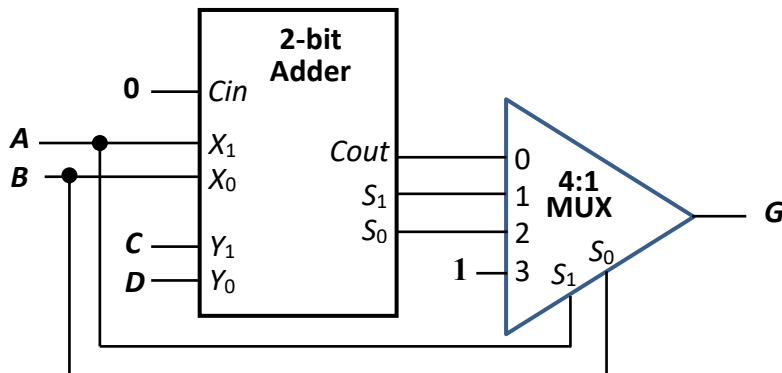 2-bit
Adder
0
Cin
A
X₁
B
X₀
C
Y₁
D
Y₀
Cout
S₁
S₀
0
1
2
3
1
4:1
MUX
S₁
S₀
G